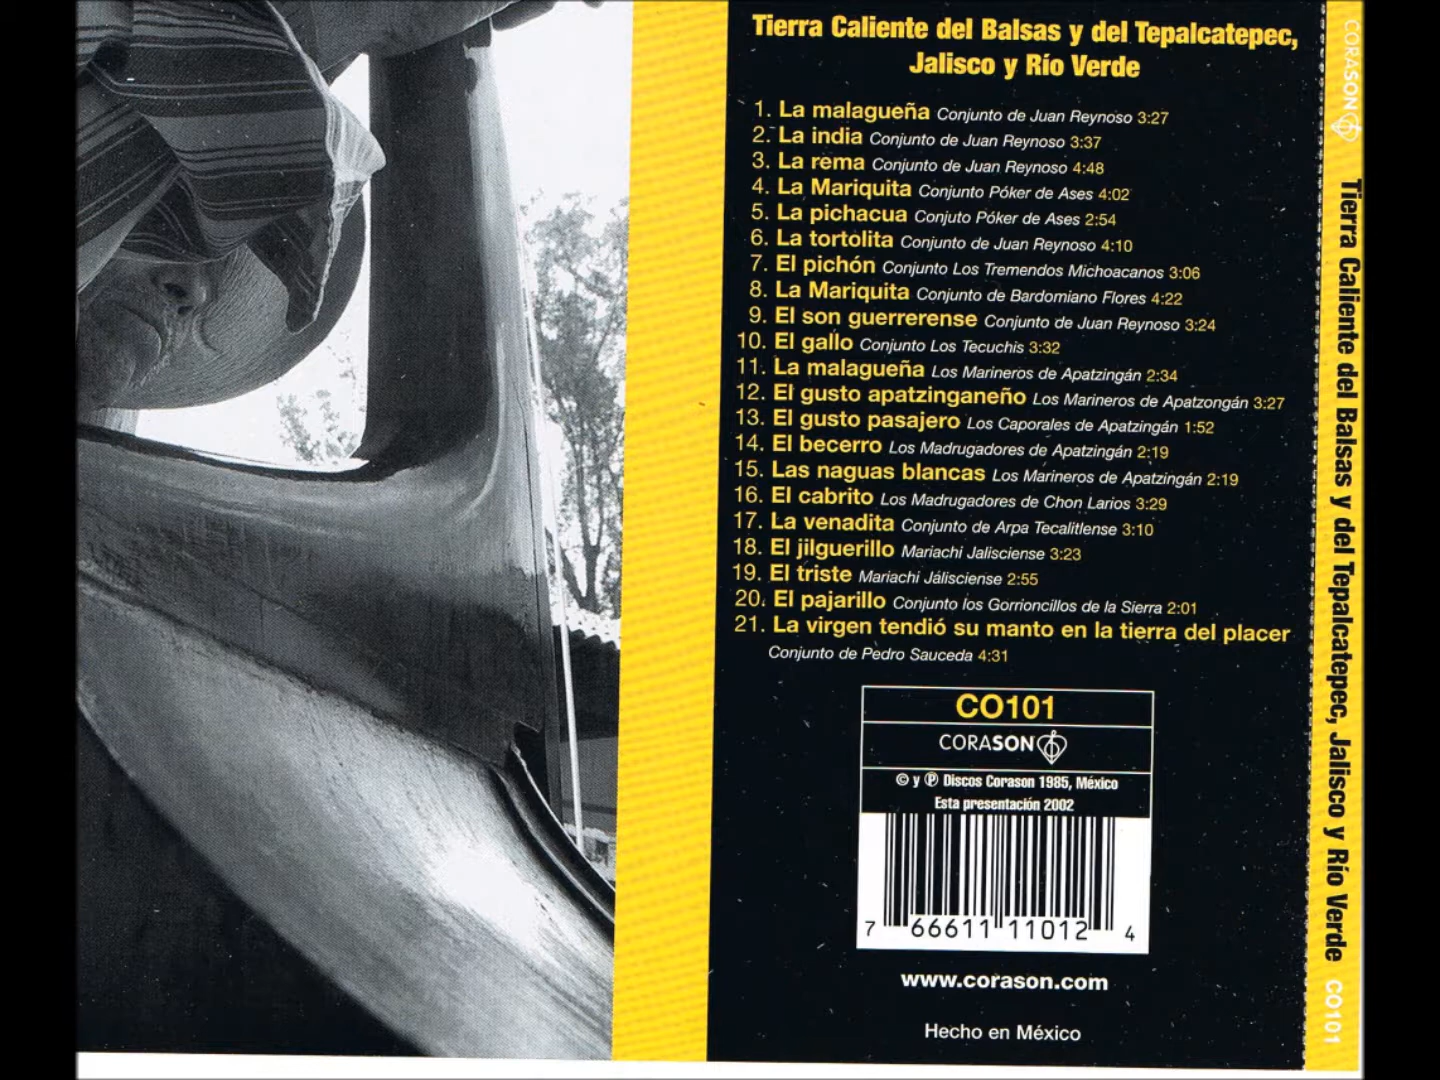 Tierra Caliente del Balsas y del Tepalcatepec,
Jalisco y Río Verde
1. La malagueña Conjunto de Juan Reynoso 3:27
2. La india Conjunto de Juan Reynoso 3:37
3. La rema Conjunto de Juan Reynoso 4:48
4. La Mariquita Conjunto Póker de Ases 4:02
5. La pichacua Conjuto Póker de Ases 2:54
6. La tortolita Conjunto de Juan Reynoso 4:10
7. El pichón Conjunto Los Tremendos Michoacanos 3:06
8. La Mariquita Conjunto de Bardomiano Flores 4:22
9. El son guerrerense Conjunto de Juan Reynoso 3:24
10. El gallo Conjunto Los Tecuchis 3:32
11. La malagueña Los Marineros de Apatzingán 2:34
12. El gusto apatzinganeño Los Marineros de Apatzongán 3:27
13. El gusto pasajero Los Caporales de Apatzingán 1:52
14. El becerro Los Madrugadores de Apatzingán 2:19
15. Las naguas blancas Los Marineros de Apatzingán 2:19
16. El cabrito Los Madrugadores de Chon Larios 3:29
17. La venadita Conjunto de Arpa Tecalitlense 3:10
18. El jilguerillo Mariachi Jalisciense 3:23
19. El triste Mariachi Jalisciense 2:55
20. El pajarillo Conjunto los Gorrioncillos de la Sierra 2:01
21. La virgen tendió su manto en la tierra del placer
Conjunto de Pedro Sauceda 4:31
CO101
CORASON
© y ℗ Discos Corason 1985, México
Esta presentación 2002
7 66611 11012 4
www.corason.com
Hecho en México
CORASON Tierra Caliente del Balsas y del Tepalcatepec, Jalisco y Río Verde CO101